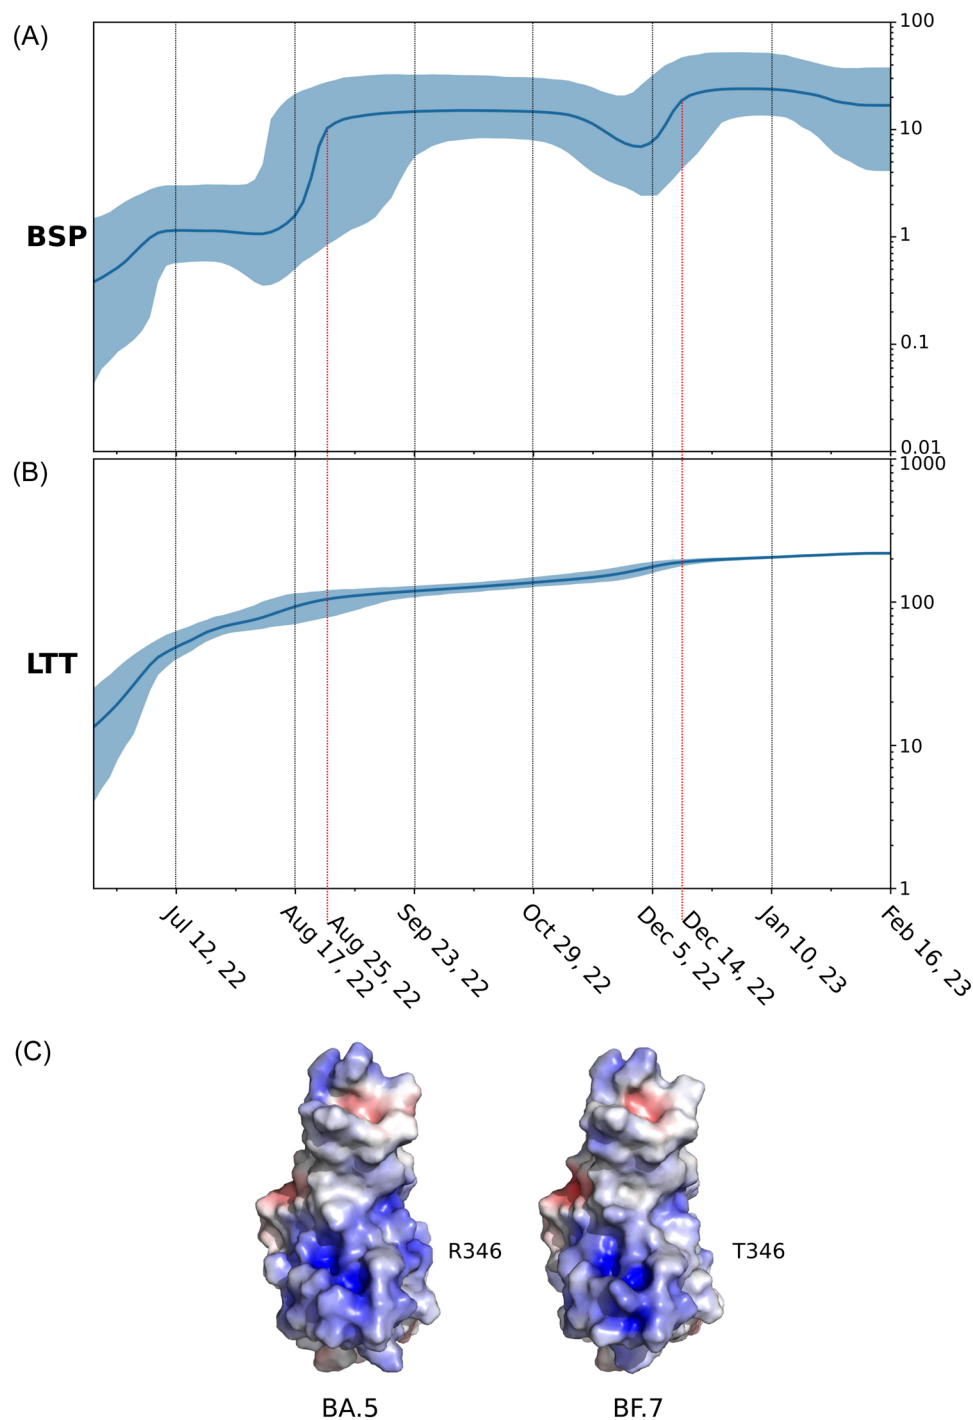 (A)
BSP
100
10
1
0.1
0.01
(B)
LTT
1000
100
10
1
Jul 12, 22
Aug 17, 22
Aug 25, 22
Sep 23, 22
Oct 29, 22
Dec 5, 22
Dec 14, 22
Jan 10, 23
Feb 16, 23
(C)
R346
T346
BA.5
BF.7